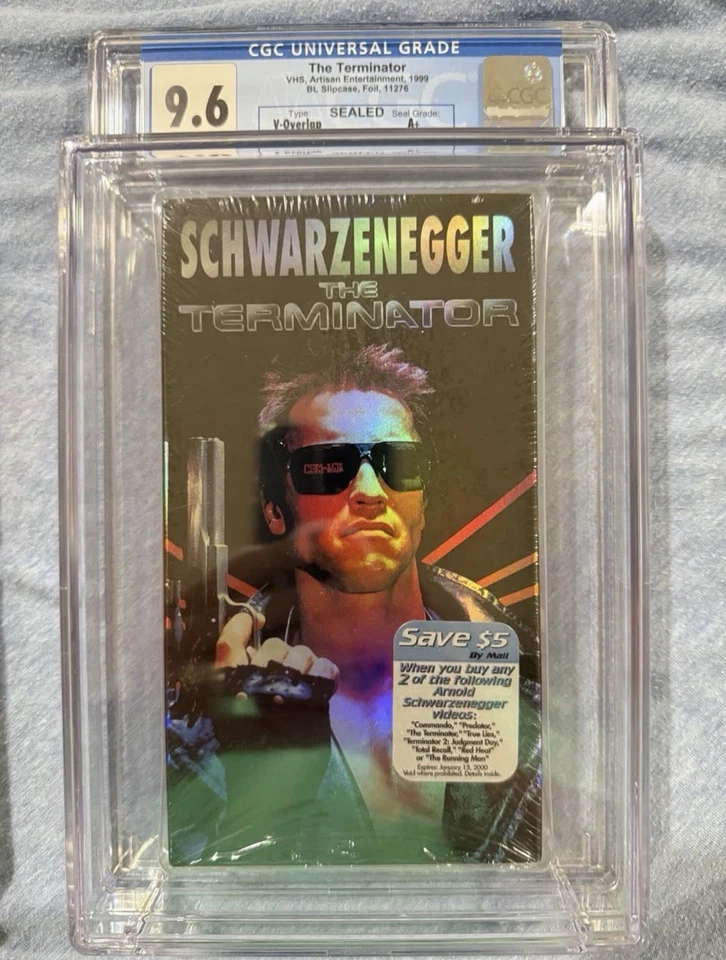 CGC UNIVERSAL GRADE
9.6
The Terminator
VHS, Artisan Entertainment, 1999
BL Slipcase, Foil, 11276
CGC
Type: SEALED Seal Grade:
V-Overlap A+
SCHWARZENEGGER
THE
TERMINATOR
Save $5
By Mail
When you buy any
2 of the following
Arnold
Schwarzenegger
videos:
"Commando," "Predator,"
"The Terminator," "True Lies,"
"Terminator 2: Judgment Day,"
"Total Recall," "Red Heat"
or "The Running Man"
Expires: January 15, 2000
Void where prohibited. Details inside.